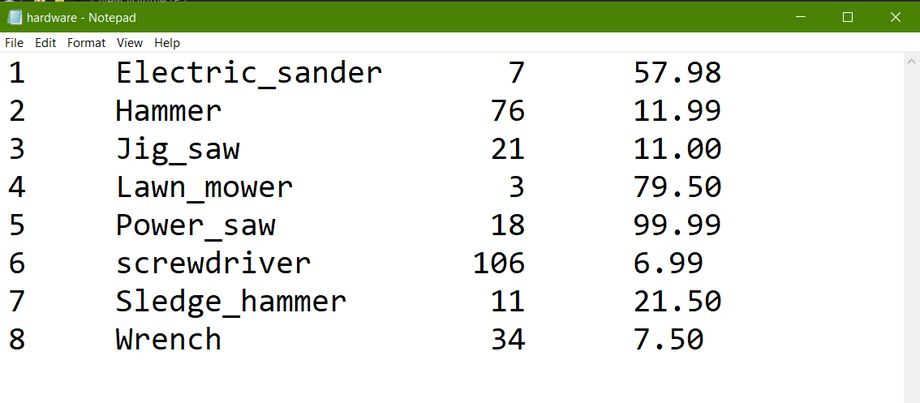 hardware - Notepad
File Edit Format View Help
1 Electric_sander 7 57.98
2 Hammer 76 11.99
3 Jig_saw 21 11.00
4 Lawn_mower 3 79.50
5 Power_saw 18 99.99
6 screwdriver 106 6.99
7 Sledge_hammer 11 21.50
8 Wrench 34 7.50